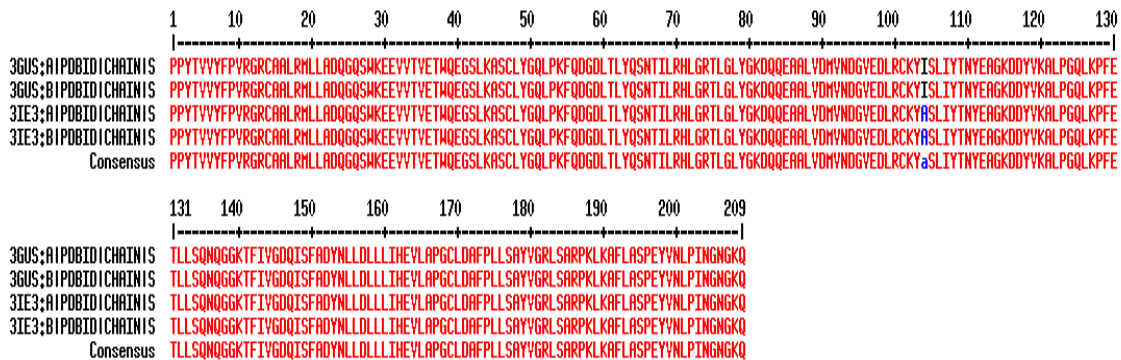 1 10 20 30 40 50 60 70 80 90 100 110 120 130
|--------+---------+---------+---------+---------+---------+---------+---------+---------+---------+---------+---------+---------|
3GUS:A|PDBID|CHAIN|S PPYTVVYFPVRGRCAALRMLLADQGQSWKEEVVTVETWQEGSLKASCLYGQLPKFQDGDLTLYQSNTILRHLGRTLGLYGKDQQEAALVDMVNDGVEDLRCKYISLIYTNYEAGKDDYVKALPGQLKPFE
3GUS:B|PDBID|CHAIN|S PPYTVVYFPVRGRCAALRMLLADQGQSWKEEVVTVETWQEGSLKASCLYGQLPKFQDGDLTLYQSNTILRHLGRTLGLYGKDQQEAALVDMVNDGVEDLRCKYISLIYTNYEAGKDDYVKALPGQLKPFE
3IE3:A|PDBID|CHAIN|S PPYTVVYFPVRGRCAALRMLLADQGQSWKEEVVTVETWQEGSLKASCLYGQLPKFQDGDLTLYQSNTILRHLGRTLGLYGKDQQEAALVDMVNDGVEDLRCKYASLIYTNYEAGKDDYVKALPGQLKPFE
3IE3:B|PDBID|CHAIN|S PPYTVVYFPVRGRCAALRMLLADQGQSWKEEVVTVETWQEGSLKASCLYGQLPKFQDGDLTLYQSNTILRHLGRTLGLYGKDQQEAALVDMVNDGVEDLRCKYASLIYTNYEAGKDDYVKALPGQLKPFE
Consensus PPYTVVYFPVRGRCAALRMLLADQGQSWKEEVVTVETWQEGSLKASCLYGQLPKFQDGDLTLYQSNTILRHLGRTLGLYGKDQQEAALVDMVNDGVEDLRCKYaSLIYTNYEAGKDDYVKALPGQLKPFE
131 140 150 160 170 180 190 200 209
|--------+---------+---------+---------+---------+---------+---------+--------|
3GUS:A|PDBID|CHAIN|S TLLSQNQGGKTFIVGDQISFADYNLLDLLLIHEVLAPGCLDAFPLLSAYVGRLSARPKLKAFLASPEYVNLPINGNGKQ
3GUS:B|PDBID|CHAIN|S TLLSQNQGGKTFIVGDQISFADYNLLDLLLIHEVLAPGCLDAFPLLSAYVGRLSARPKLKAFLASPEYVNLPINGNGKQ
3IE3:A|PDBID|CHAIN|S TLLSQNQGGKTFIVGDQISFADYNLLDLLLIHEVLAPGCLDAFPLLSAYVGRLSARPKLKAFLASPEYVNLPINGNGKQ
3IE3:B|PDBID|CHAIN|S TLLSQNQGGKTFIVGDQISFADYNLLDLLLIHEVLAPGCLDAFPLLSAYVGRLSARPKLKAFLASPEYVNLPINGNGKQ
Consensus TLLSQNQGGKTFIVGDQISFADYNLLDLLLIHEVLAPGCLDAFPLLSAYVGRLSARPKLKAFLASPEYVNLPINGNGKQ